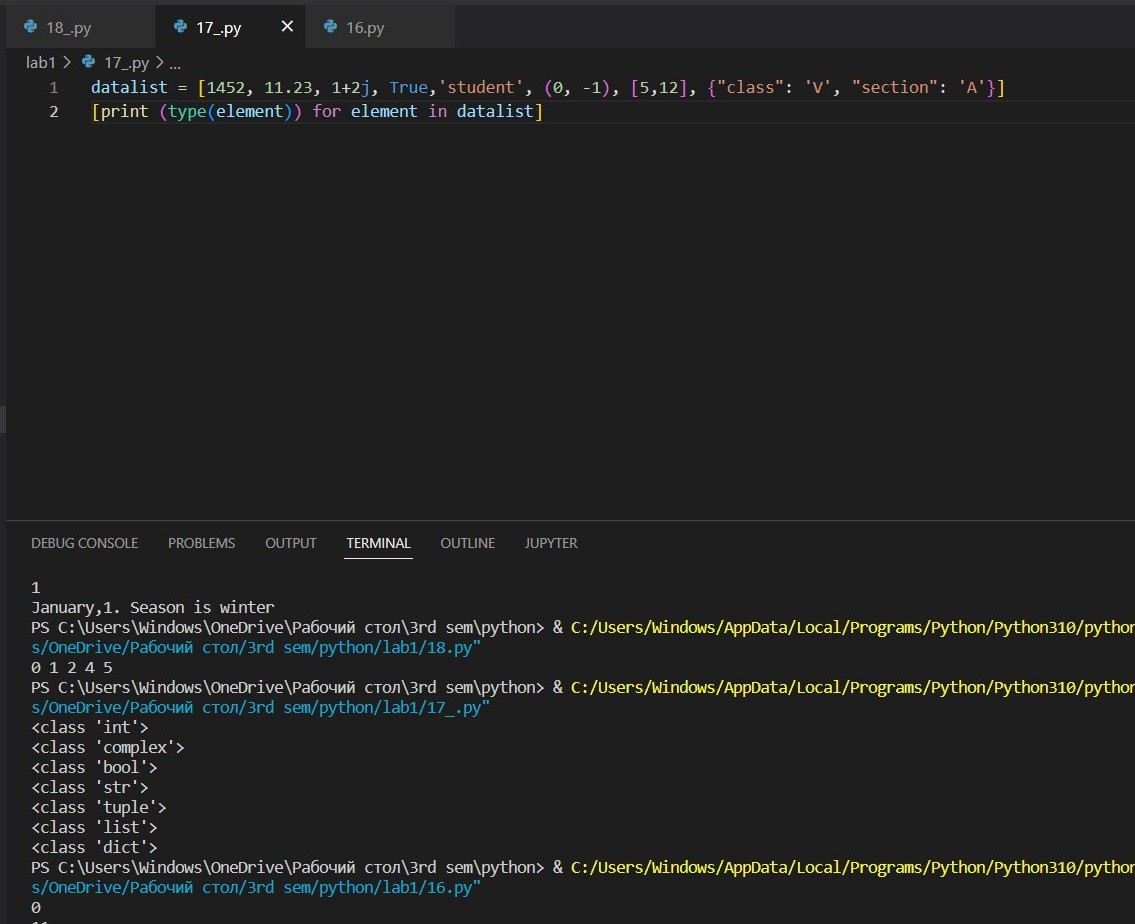 18_.py 17_.py 16.py
lab1 > 17_.py > ...
1 datalist = [1452, 11.23, 1+2j, True,'student', (0, -1), [5,12], {"class": 'V', "section": 'A'}]
2 [print (type(element)) for element in datalist]
DEBUG CONSOLE PROBLEMS OUTPUT TERMINAL OUTLINE JUPYTER
1
January,1. Season is winter
PS C:\Users\Windows\OneDrive\Рабочий стол\3rd sem\python> & C:/Users/Windows/AppData/Local/Programs/Python/Python310/python
s/OneDrive/Рабочий стол/3rd sem/python/lab1/18.py"
0 1 2 4 5
PS C:\Users\Windows\OneDrive\Рабочий стол\3rd sem\python> & C:/Users/Windows/AppData/Local/Programs/Python/Python310/python
s/OneDrive/Рабочий стол/3rd sem/python/lab1/17_.py"
<class 'int'>
<class 'complex'>
<class 'bool'>
<class 'str'>
<class 'tuple'>
<class 'list'>
<class 'dict'>
PS C:\Users\Windows\OneDrive\Рабочий стол\3rd sem\python> & C:/Users/Windows/AppData/Local/Programs/Python/Python310/python
s/OneDrive/Рабочий стол/3rd sem/python/lab1/16.py"
0